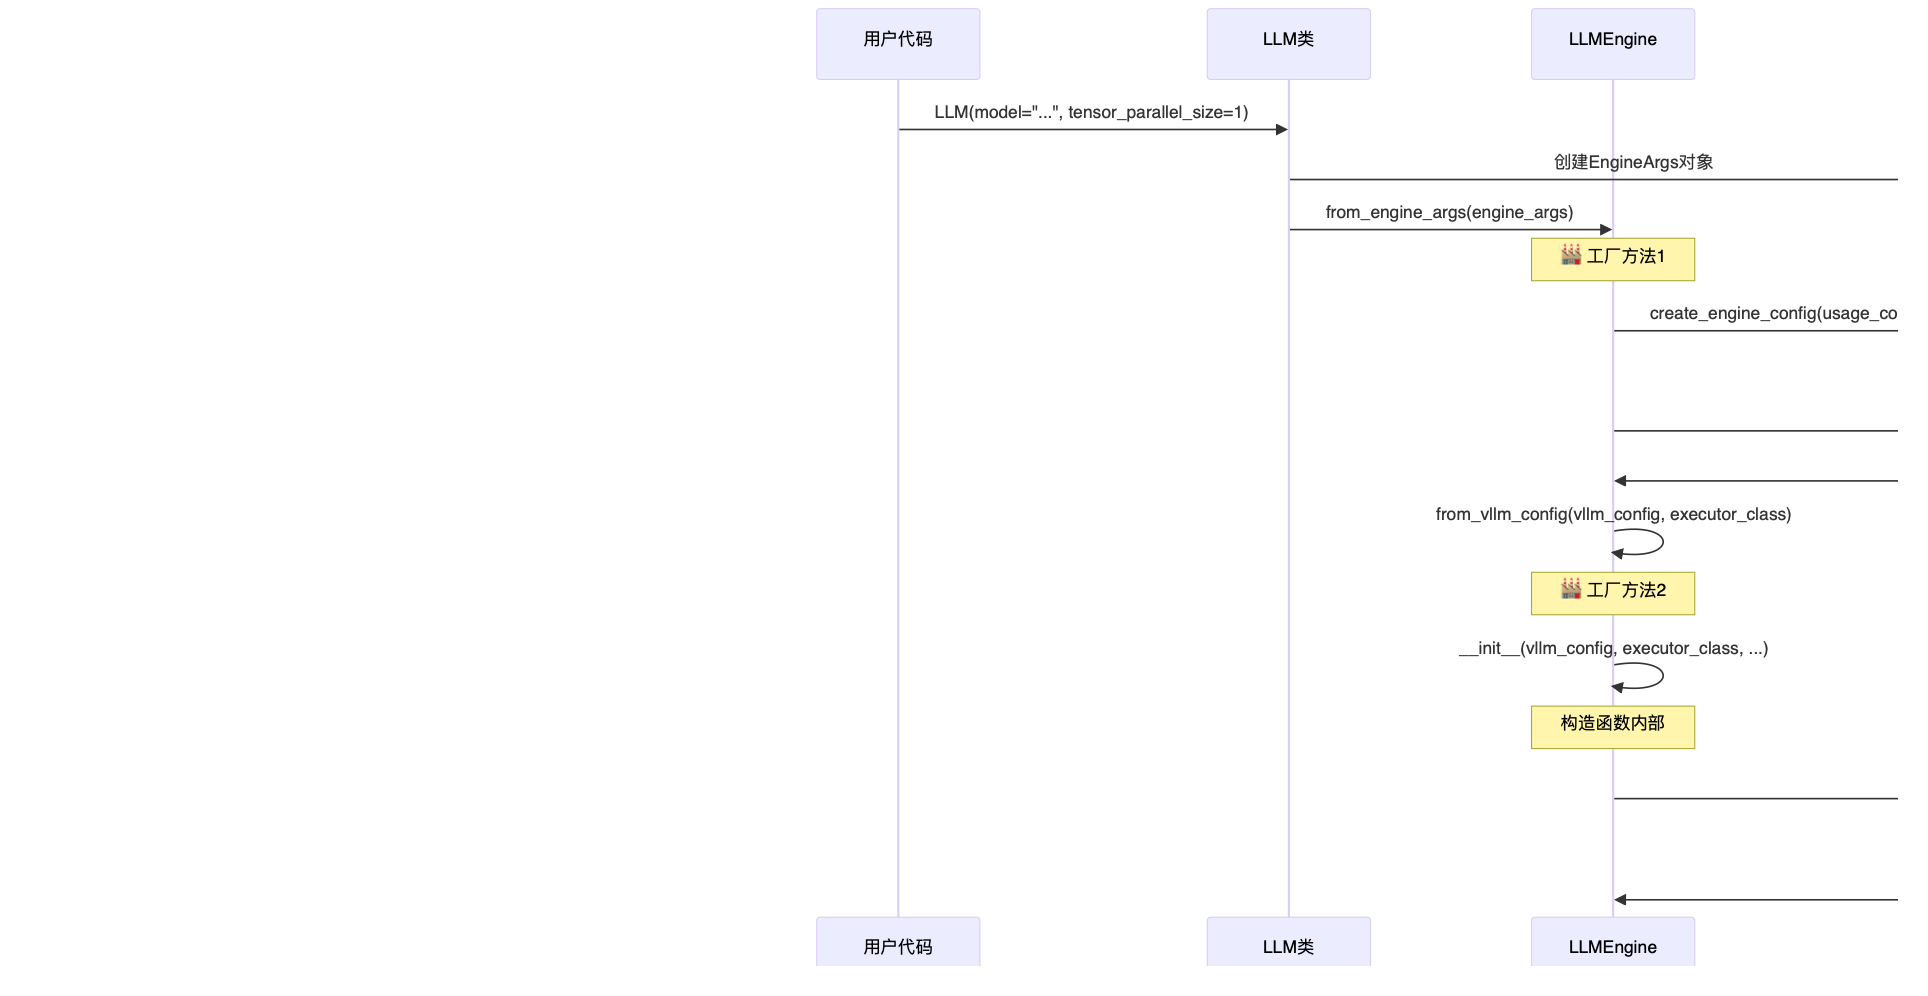 用户代码
LLM类
LLMEngine
LLM(model="...", tensor_parallel_size=1)
创建EngineArgs对象
from_engine_args(engine_args)
🏭 工厂方法1
create_engine_config(usage_co
from_vllm_config(vllm_config, executor_class)
🏭 工厂方法2
__init__(vllm_config, executor_class, ...)
构造函数内部
用户代码
LLM类
LLMEngine